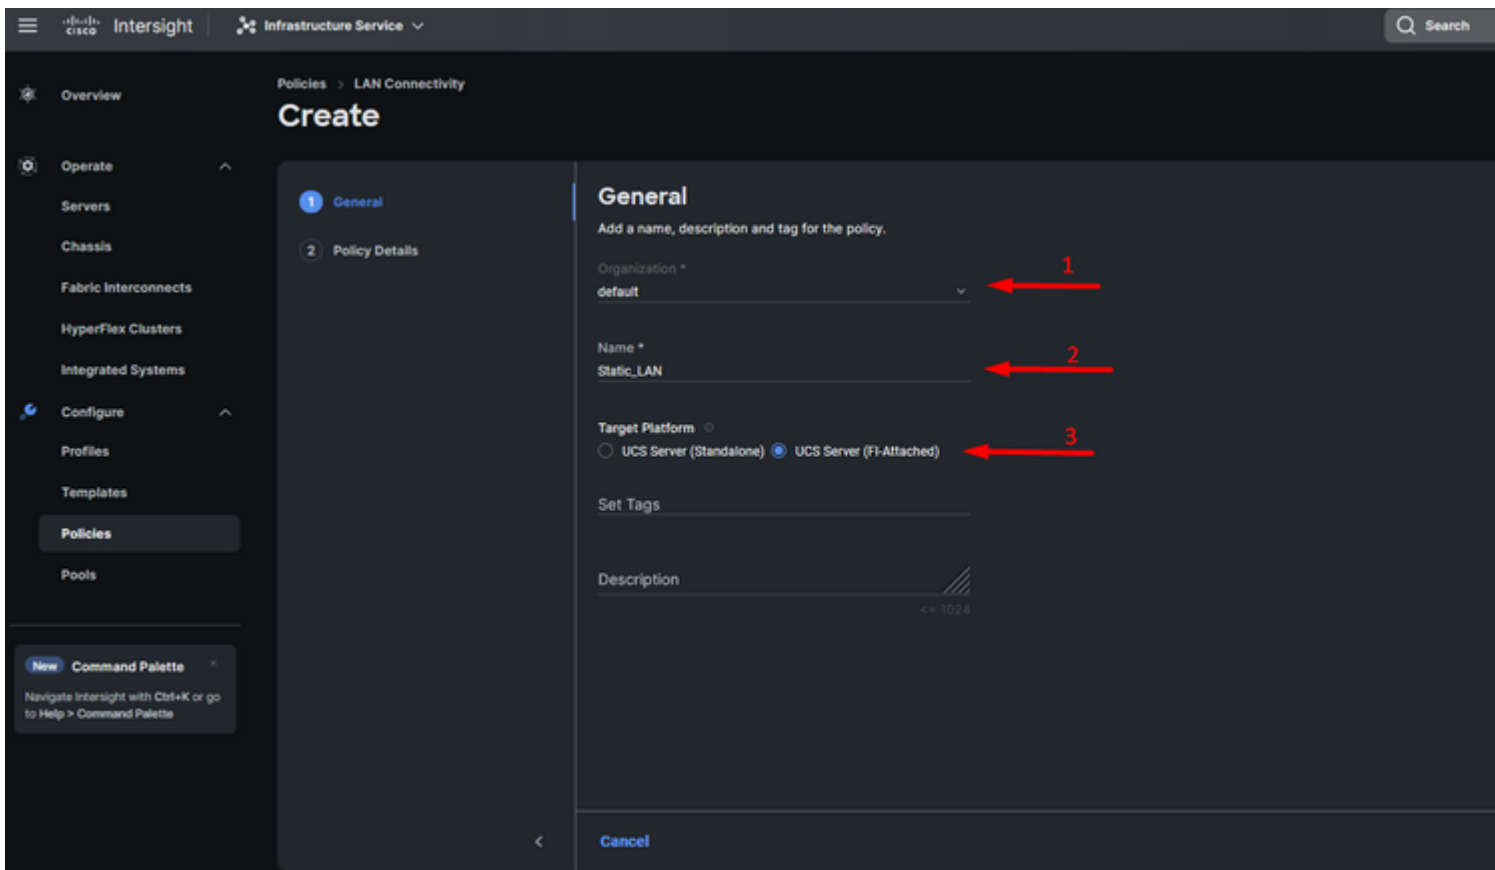 cisco Intersight Infrastructure Service Search
Overview
Operate
Servers
Chassis
Fabric Interconnects
HyperFlex Clusters
Integrated Systems
Configure
Profiles
Templates
Policies
Pools
New Command Palette ×
Navigate Intersight with Ctrl+K or go
to Help > Command Palette
Policies > LAN Connectivity
Create
1 General
2 Policy Details
General
Add a name, description and tag for the policy.
Organization *
default
1
Name *
Static_LAN
2
Target Platform
UCS Server (Standalone) UCS Server (FI-Attached)
3
Set Tags
Description
<= 1024
Cancel